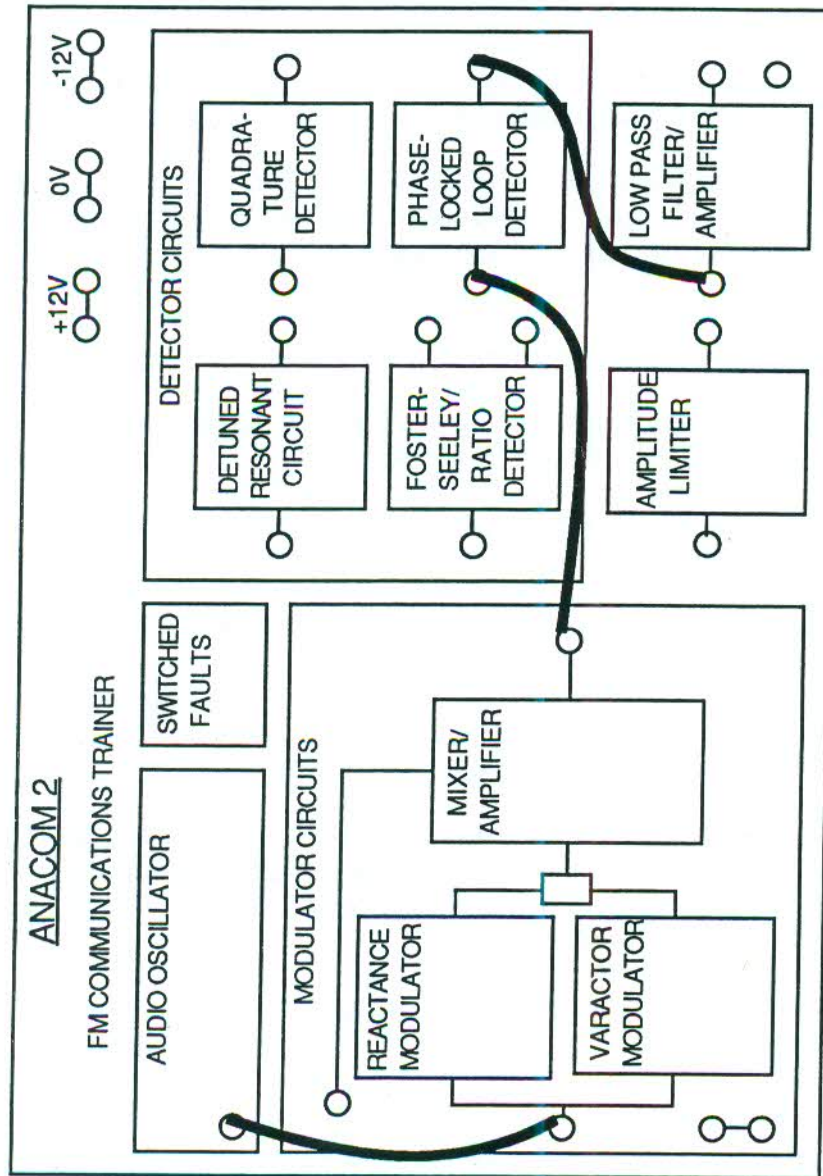 ANACOM 2
FM COMMUNICATIONS TRAINER
+12V
0V
-12V
AUDIO OSCILLATOR
SWITCHED
FAULTS
MODULATOR CIRCUITS
REACTANCE
MODULATOR
VARACTOR
MODULATOR
MIXER/
AMPLIFIER
DETECTOR CIRCUITS
DETUNED
RESONANT
CIRCUIT
QUADRA-
TURE
DETECTOR
FOSTER-
SEELEY/
RATIO
DETECTOR
PHASE-
LOCKED
LOOP
DETECTOR
AMPLITUDE
LIMITER
LOW PASS
FILTER/
AMPLIFIER